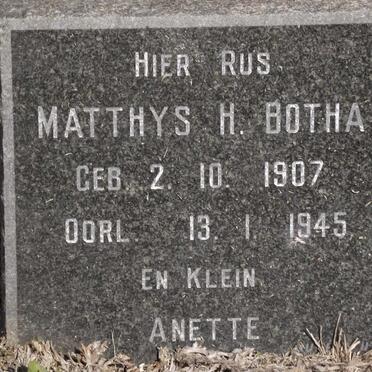 HIER RUS
MATTHYS H. BOTHA
GEB. 2. 10. 1907
OORL. 13. 1. 1945
EN KLEIN
ANETTE